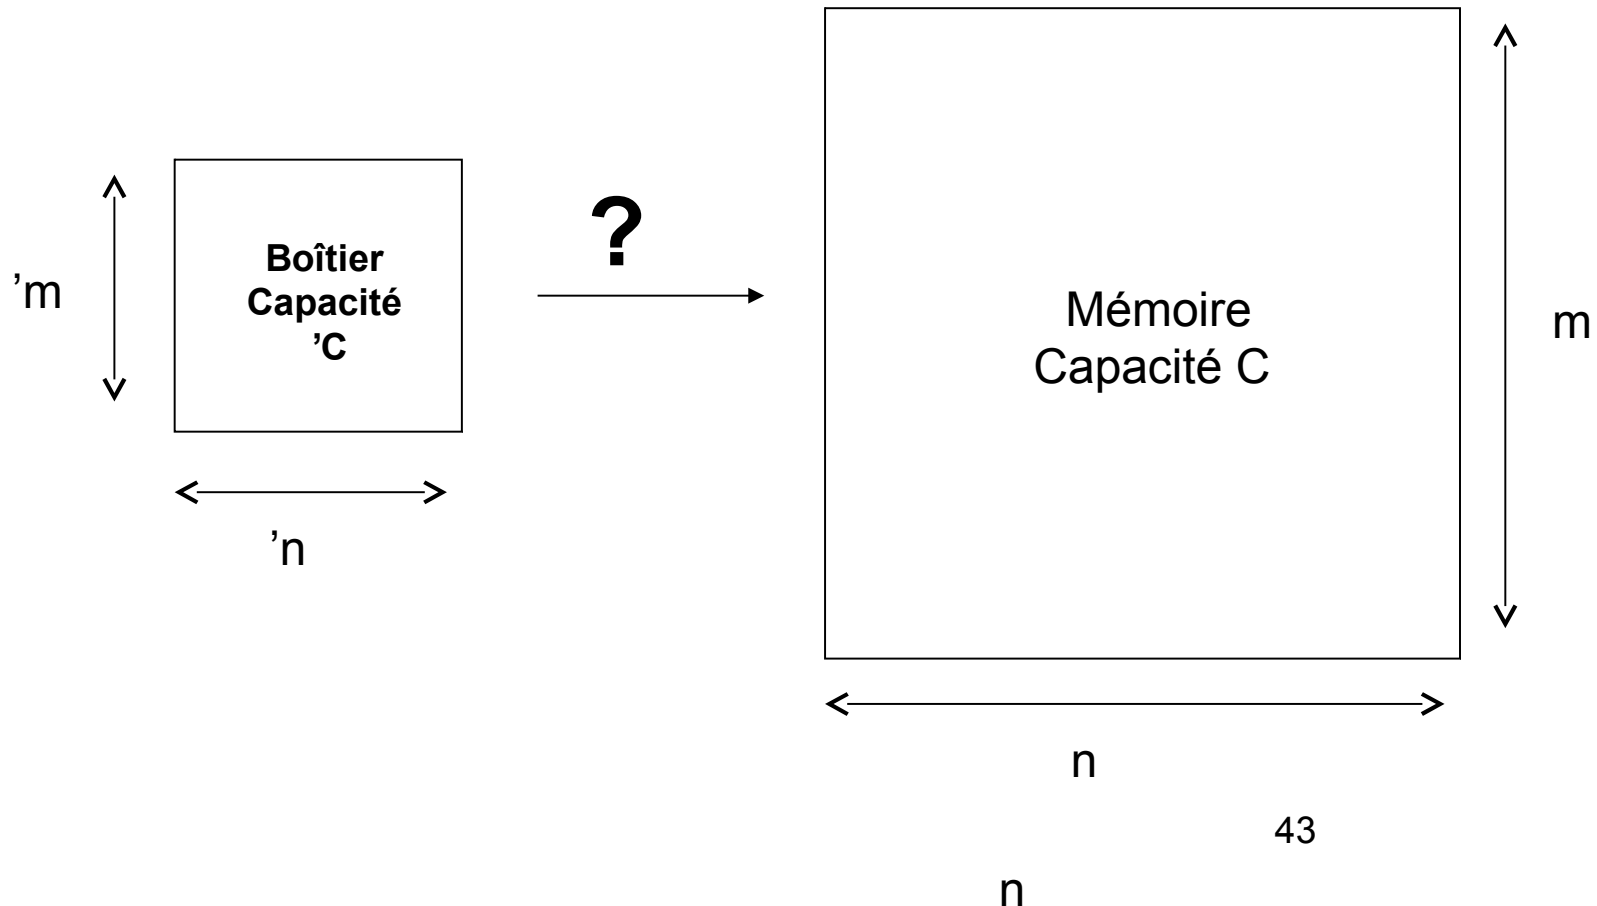 ’m
Boîtier
Capacité
’C
’n
?
Mémoire
Capacité C
m
n
43
n